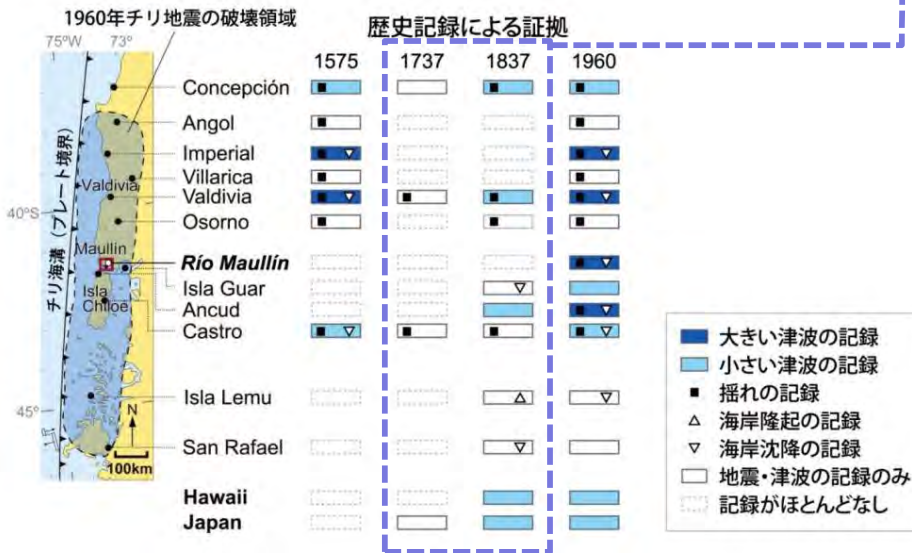 1960年チリ地震の破壊領域
歴史記録による証拠
75°W 73°
1575 1737 1837 1960
Concepción
Angol
Imperial
Villarica
Valdivia
Valdivia
40°S
Osorno
Maullín
Río Maullín
Isla Guar
Isla Chiloé
Ancud
Castro
チリ海溝 (プレート境界)
Isla Lemu
45°
N
San Rafael
100km
Hawaii
Japan
大きい津波の記録
小さい津波の記録
揺れの記録
海岸隆起の記録
海岸沈降の記録
地震・津波の記録のみ
記録がほとんどなし